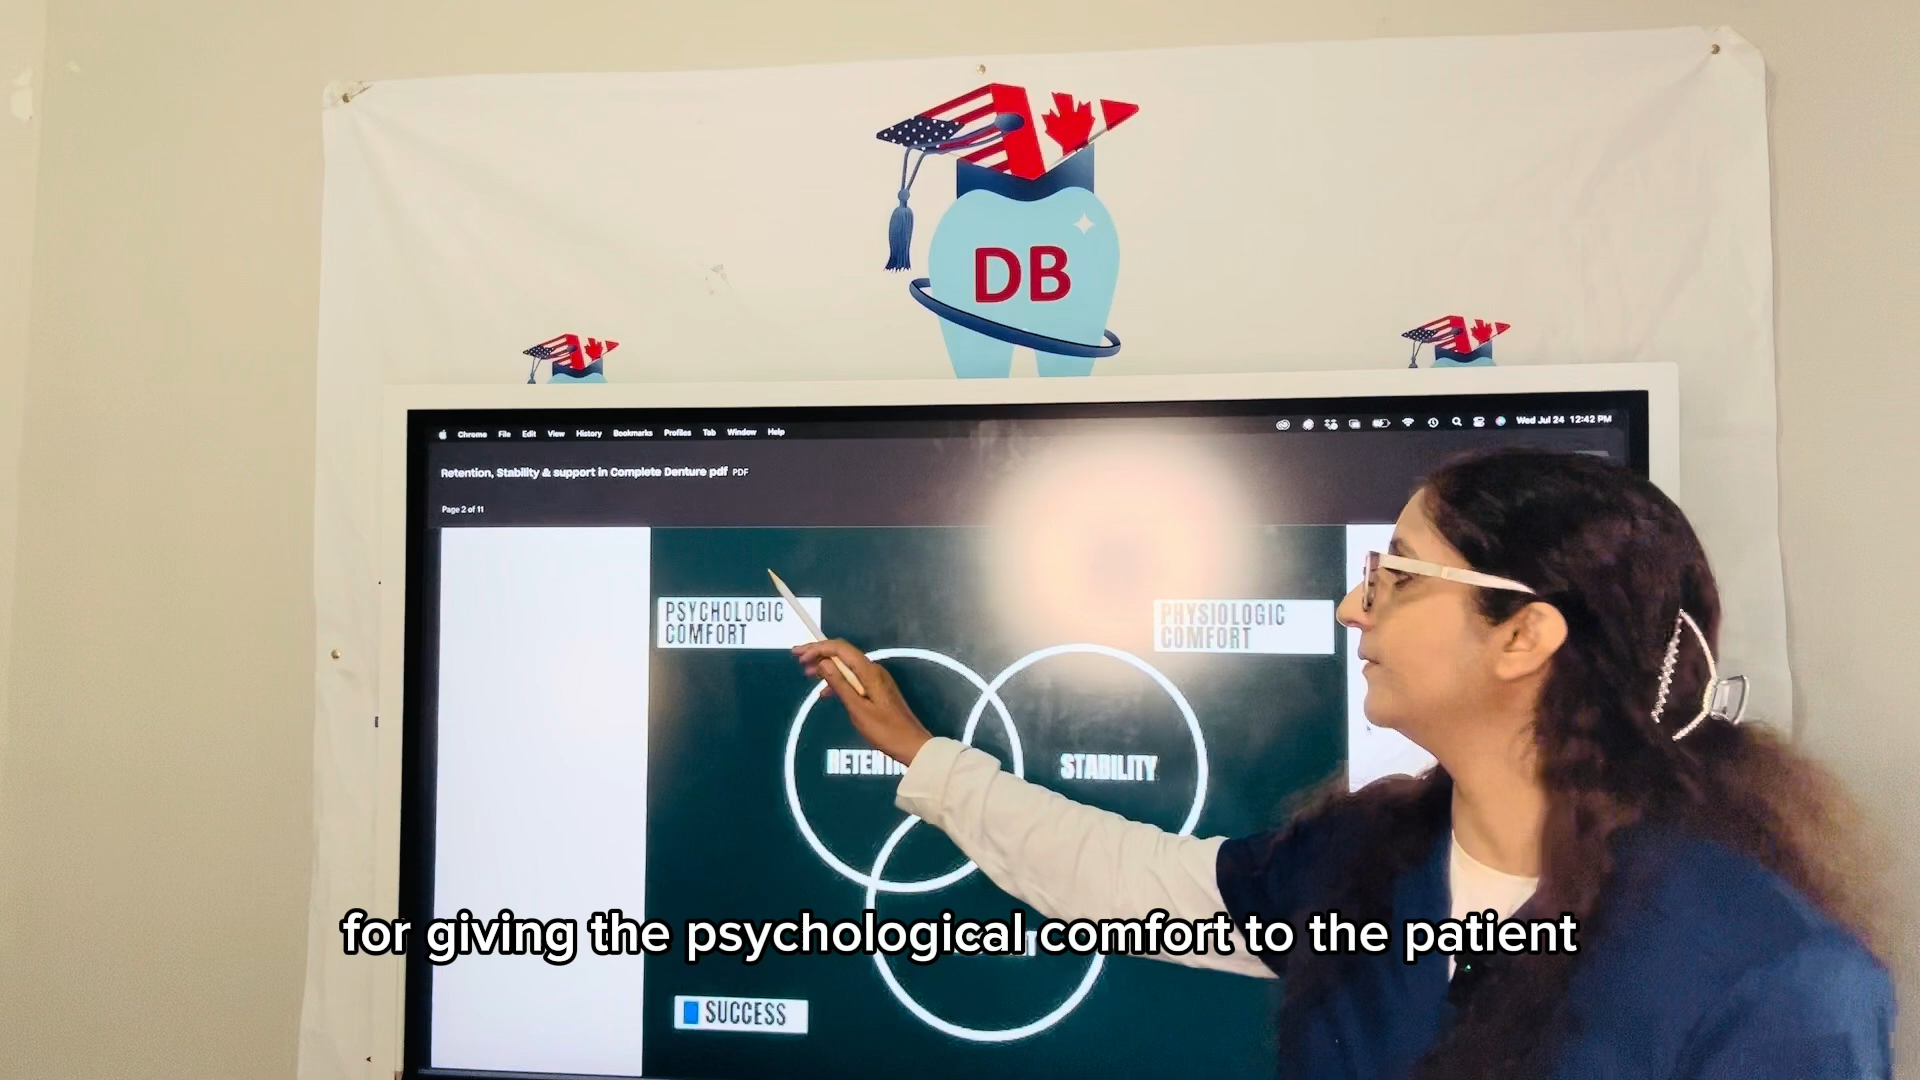 DB
Chrome File Edit View History Bookmarks Profiles Tab Window Help
Wed Jul 24 12:42 PM
Retention, Stability & support in Complete Denture pdf PDF
Page 2 of 11
PSYCHOLOGIC
COMFORT
PHYSIOLOGIC
COMFORT
STABILITY
for giving the psychological comfort to the patient
SUCCESS